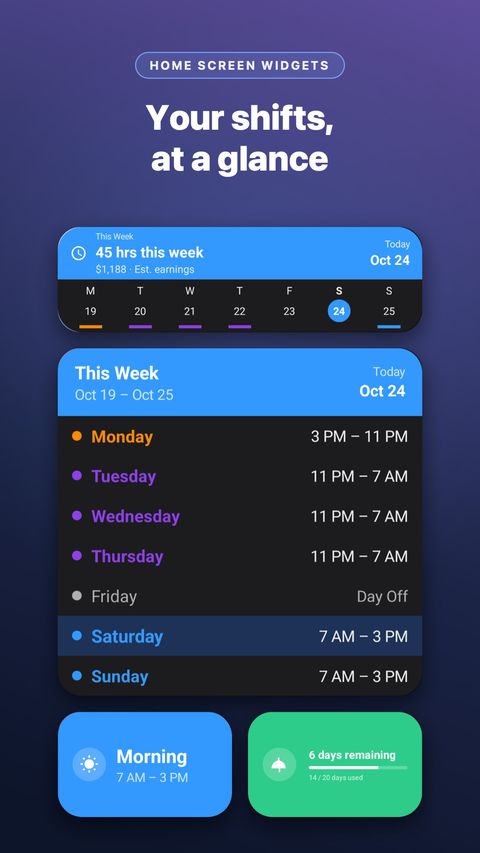 HOME SCREEN WIDGETS
Your shifts,
at a glance
This Week
45 hrs this week
$1,188 · Est. earnings
Today
Oct 24
M T W T F S S
19 20 21 22 23 24 25
This Week
Oct 19 – Oct 25
Today
Oct 24
Monday 3 PM – 11 PM
Tuesday 11 PM – 7 AM
Wednesday 11 PM – 7 AM
Thursday 11 PM – 7 AM
Friday Day Off
Saturday 7 AM – 3 PM
Sunday 7 AM – 3 PM
Morning
7 AM – 3 PM
6 days remaining
14 / 20 days used